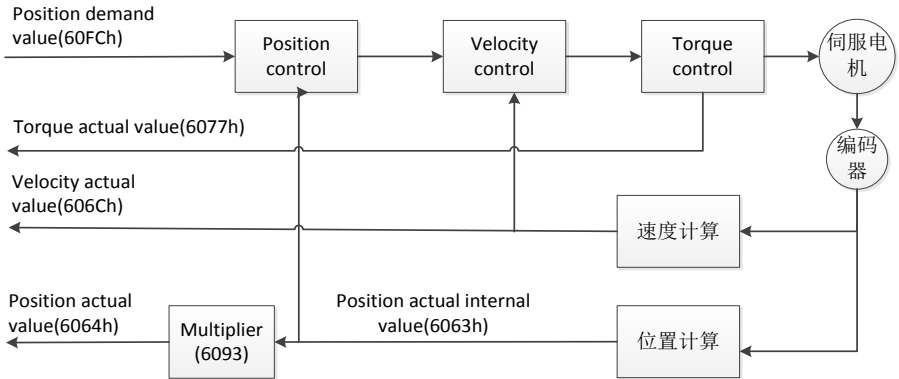 Position demand
value(60FCh)
Position
control
Velocity
control
Torque
control
伺服电
机
Torque actual value(6077h)
编码
器
Velocity actual
value(606Ch)
速度计算
Position actual
value(6064h)
Multiplier
(6093)
Position actual internal
value(6063h)
位置计算